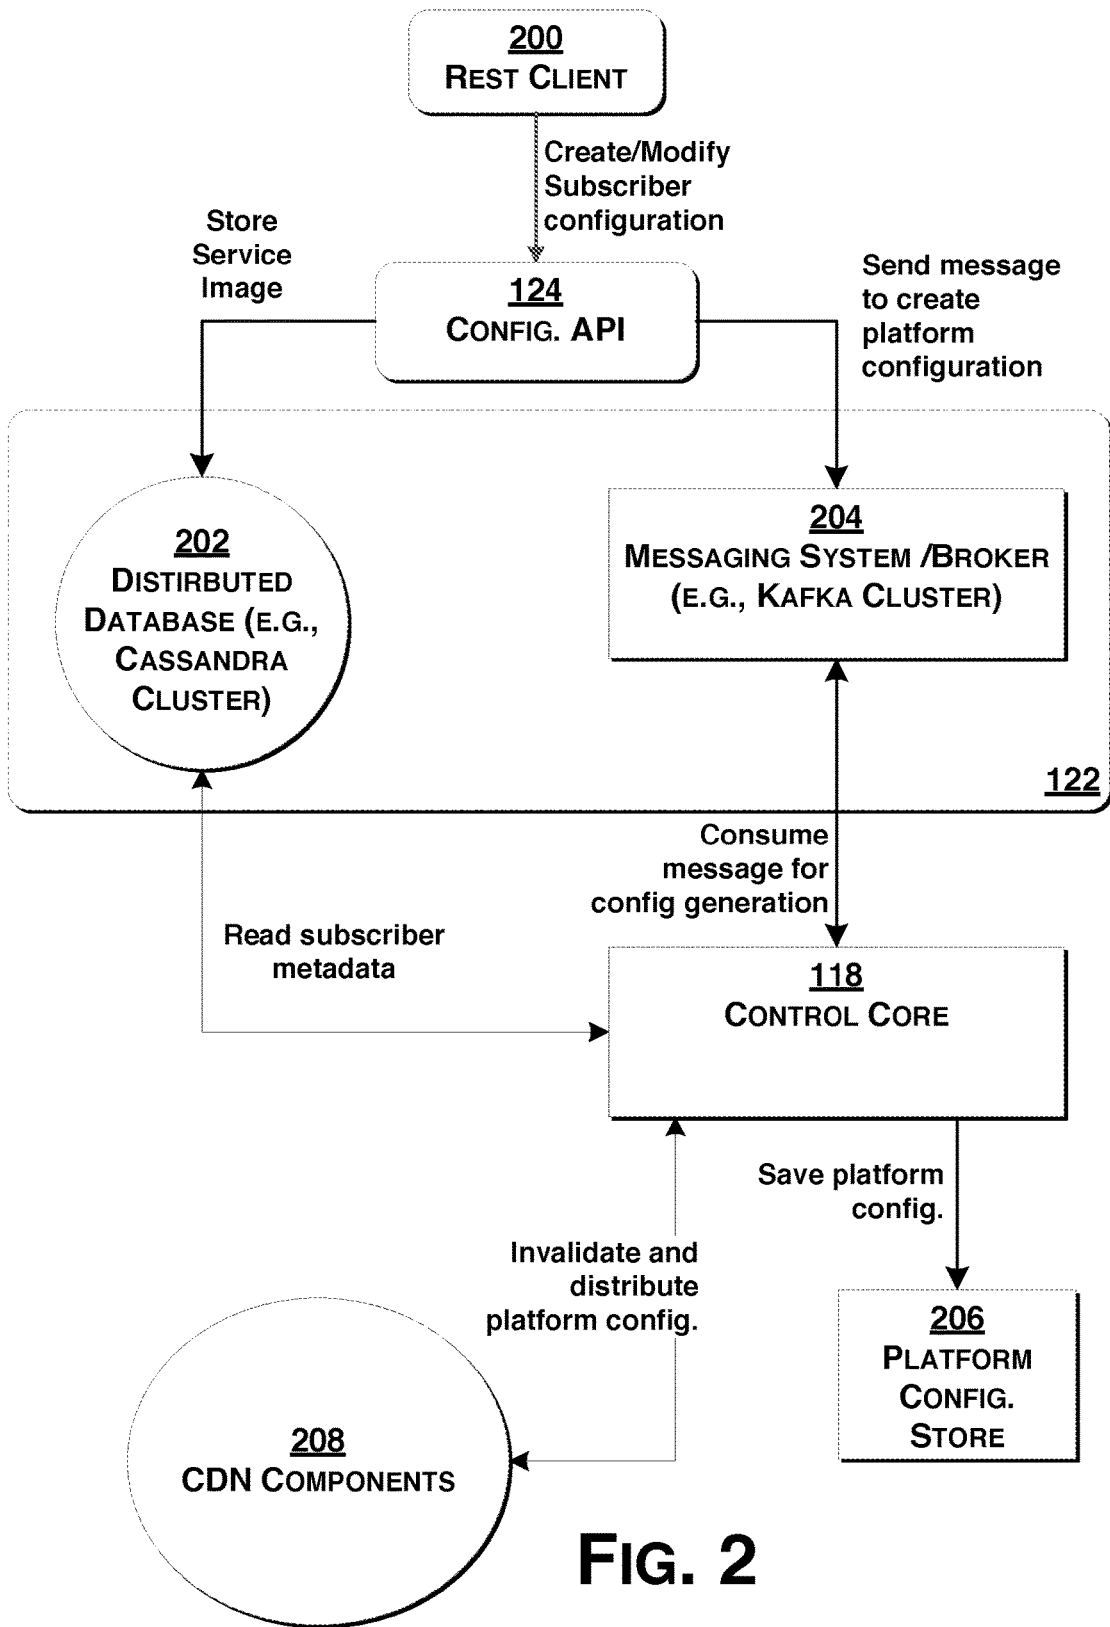 200
REST CLIENT
Create/Modify
Subscriber
configuration
Store
Service
Image
124
CONFIG. API
Send message
to create
platform
configuration
202
DISTIRBUTED
DATABASE (E.G.,
CASSANDRA
CLUSTER)
204
MESSAGING SYSTEM /BROKER
(E.G., KAFKA CLUSTER)
122
Consume
message for
config generation
Read subscriber
metadata
118
CONTROL CORE
Save platform
config.
Invalidate and
distribute
platform config.
206
PLATFORM
CONFIG.
STORE
208
CDN COMPONENTS
FIG. 2